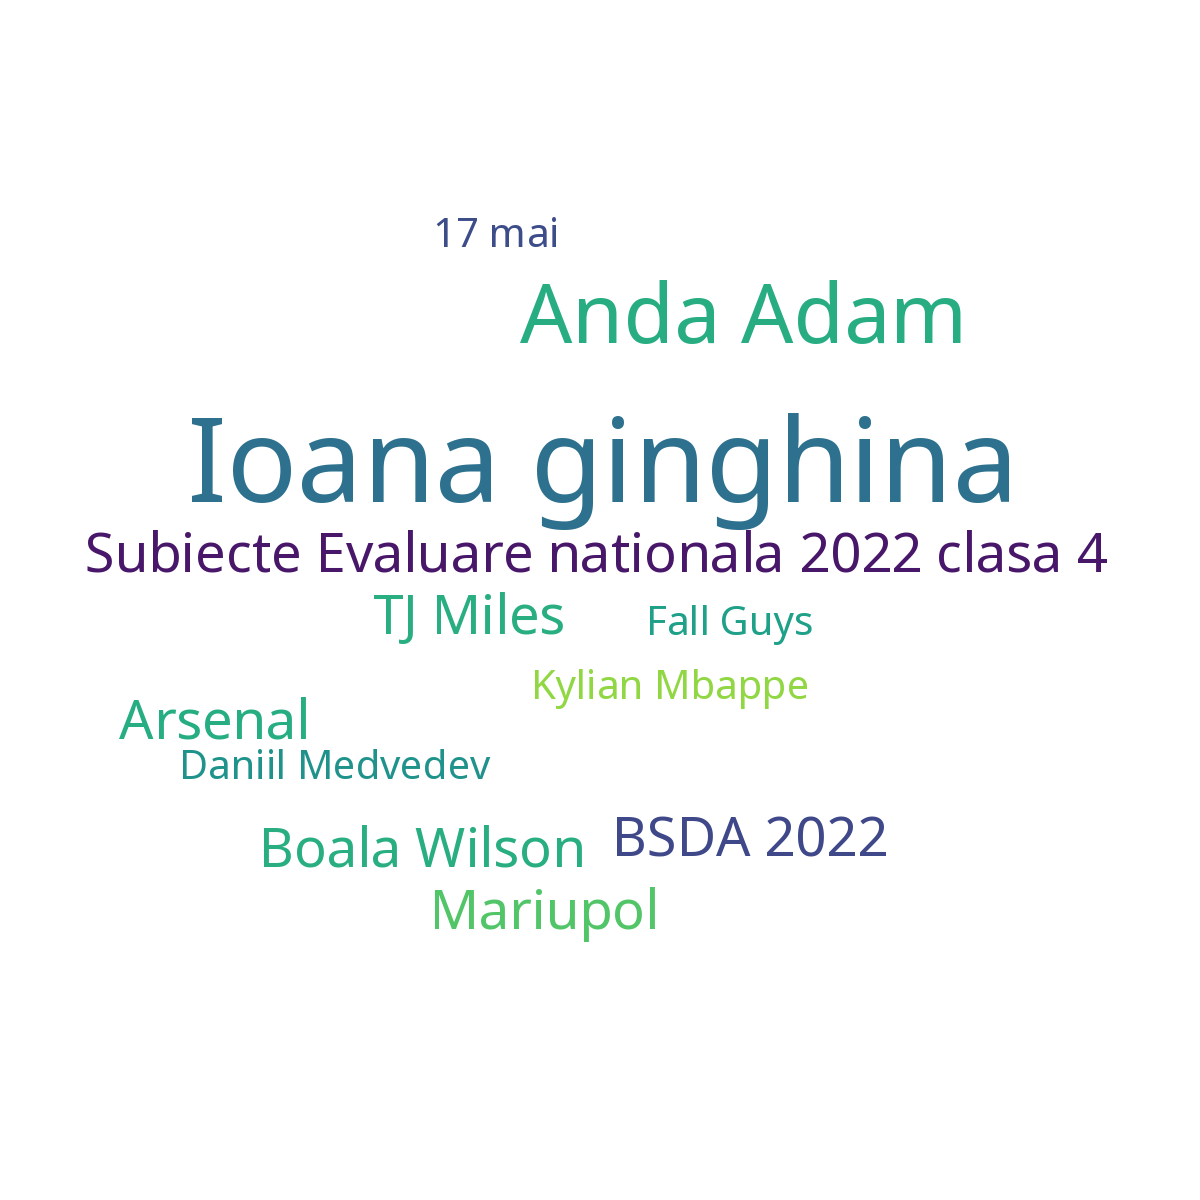 17 mai
Anda Adam
Ioana ginghina
Subiecte Evaluare nationala 2022 clasa 4
TJ Miles
Fall Guys
Kylian Mbappe
Arsenal
Daniil Medvedev
Boala Wilson
BSDA 2022
Mariupol